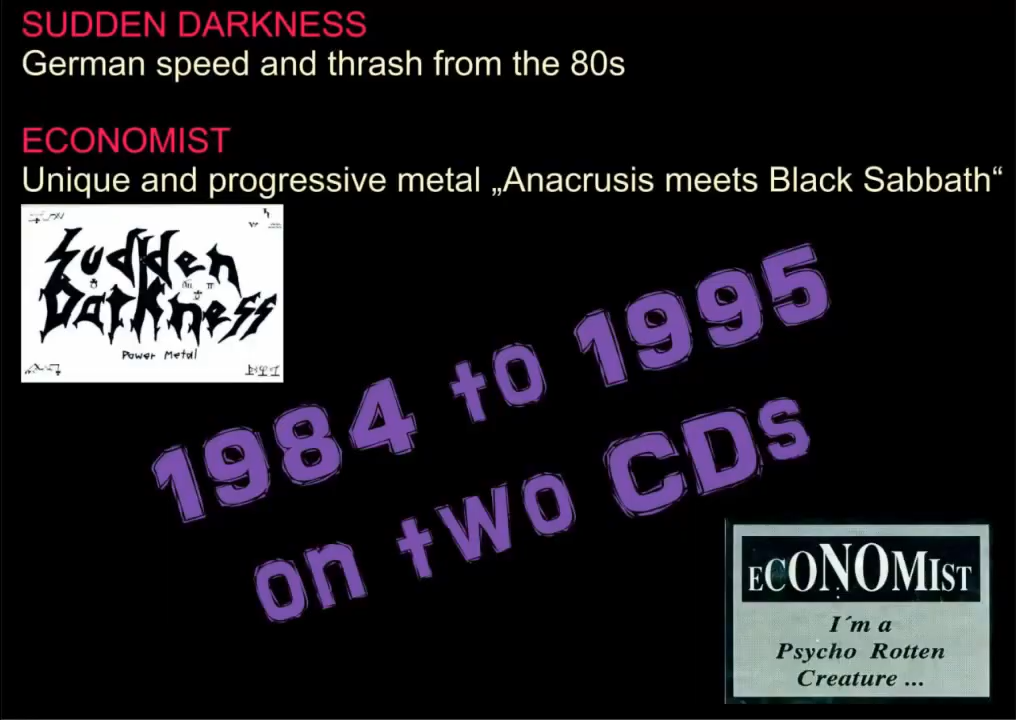 SUDDEN DARKNESS
German speed and thrash from the 80s
ECONOMIST
Unique and progressive metal „Anacrusis meets Black Sabbath“
Sudden
Darkness
Power Metal
1984 to 1995
on two CDs
ECONOMIST
I´m a
Psycho Rotten
Creature ...